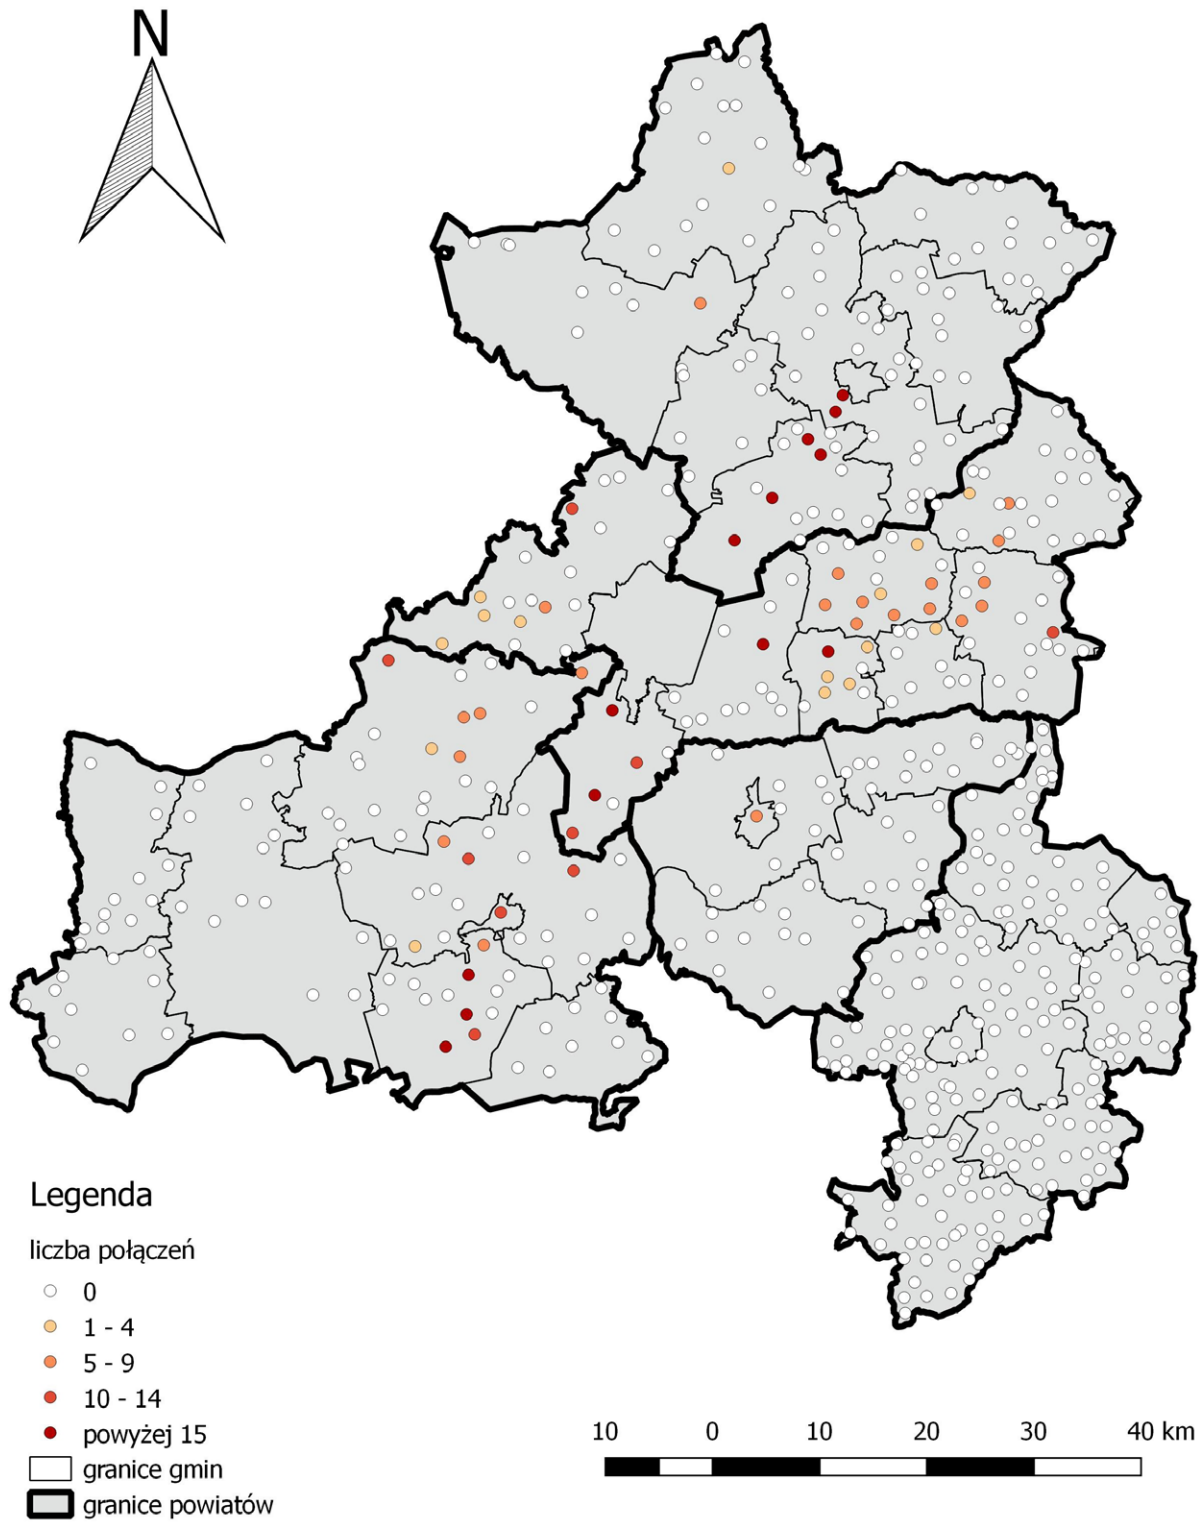 N
Legenda
liczba połączeń
0
1 - 4
5 - 9
10 - 14
powyżej 15
granice gmin
granice powiatów
10 0 10 20 30 40 km